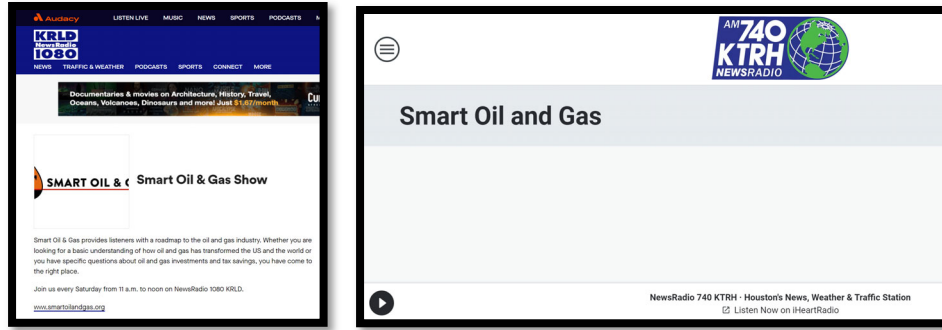 Audacy
LISTEN LIVE MUSIC NEWS SPORTS PODCASTS
KRLD
NewsRadio
1080
NEWS TRAFFIC & WEATHER PODCASTS SPORTS CONNECT MORE
Documentaries & movies on Architecture, History, Travel,
Oceans, Volcanoes, Dinosaurs and more! Just $1.67/month
SMART OIL &
Smart Oil & Gas Show
Smart Oil & Gas provides listeners with a roadmap to the oil and gas industry. Whether you are
looking for a basic understanding of how oil and gas has transformed the US and the world or
you have specific questions about oil and gas investments and tax savings, you have come to
the right place.
Join us every Saturday from 11 a.m. to noon on NewsRadio 1080 KRLD.
www.smartoilandgas.org
AM740
KTRH
NEWSRADIO
Smart Oil and Gas
NewsRadio 740 KTRH · Houston's News, Weather & Traffic Station
Listen Now on iHeartRadio